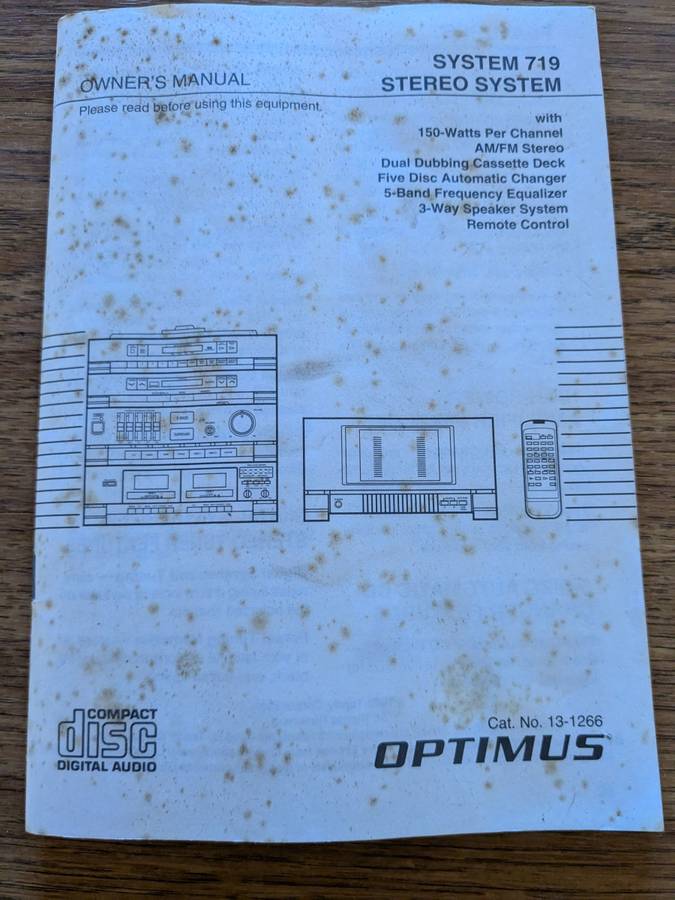 SYSTEM 719
OWNER'S MANUAL
STEREO SYSTEM
Please read before using this equipment.
with
150-Watts Per Channel
AM/FM Stereo
Dual Dubbing Cassette Deck
Five Disc Automatic Changer
5-Band Frequency Equalizer
3-Way Speaker System
Remote Control
COMPACT
disc
DIGITAL AUDIO
Cat. No. 13-1266
OPTIMUS